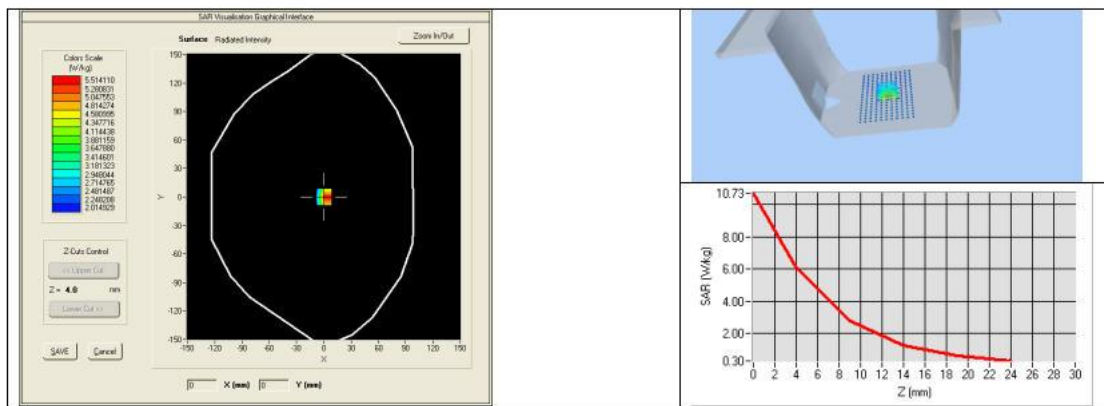 SAR Visualisation Graphical Interface
Surface Radiated Intensity
Zoom In/Out
Colors Scale
(W/kg)
5.514110
5.280831
5.047553
4.814274
4.580995
4.347716
4.114438
3.881159
3.647880
3.414601
3.181323
2.948044
2.714765
2.481487
2.248208
2.014929
Z-Cuts Control
<< Upper Cut
Z = 4.0 mm
Lower Cut >>
SAVE Cancel
150
120
90
60
30
0
-30
-60
-90
-120
-150
Y
-150 -120 -90 -60 -30 0 30 60 90 120 150
X
0 X (mm) 0 Y (mm)
10.73
8.00
6.00
4.00
2.00
0.30
SAR (W/kg)
0 2 4 6 8 10 12 14 16 18 20 22 24 26 28 30
Z (mm)